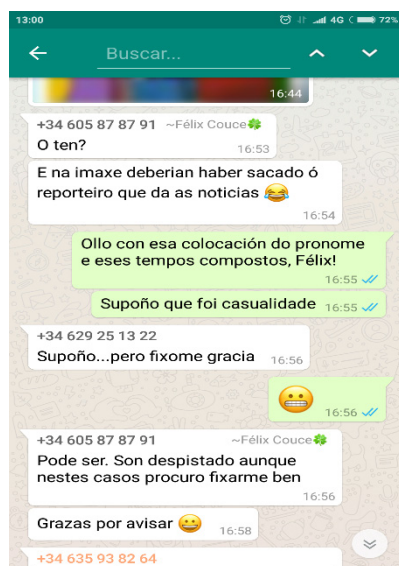 13:00
4G 72%
Buscar...
16:44
+34 605 87 87 91 ~Félix Couce🍀
O ten?
16:53
E na imaxe deberian haber sacado ó
reporteiro que da as noticias 😂
16:54
Ollo con esa colocación do pronome
e eses tempos compostos, Félix!
16:55
Supoño que foi casualidade 16:55
+34 629 25 13 22
Supoño...pero fixome gracia 16:56
😬 16:56
+34 605 87 87 91 ~Félix Couce🍀
Pode ser. Son despistado aunque
nestes casos procuro fixarme ben
16:56
Grazas por avisar 😀 16:58
+34 635 93 82 64